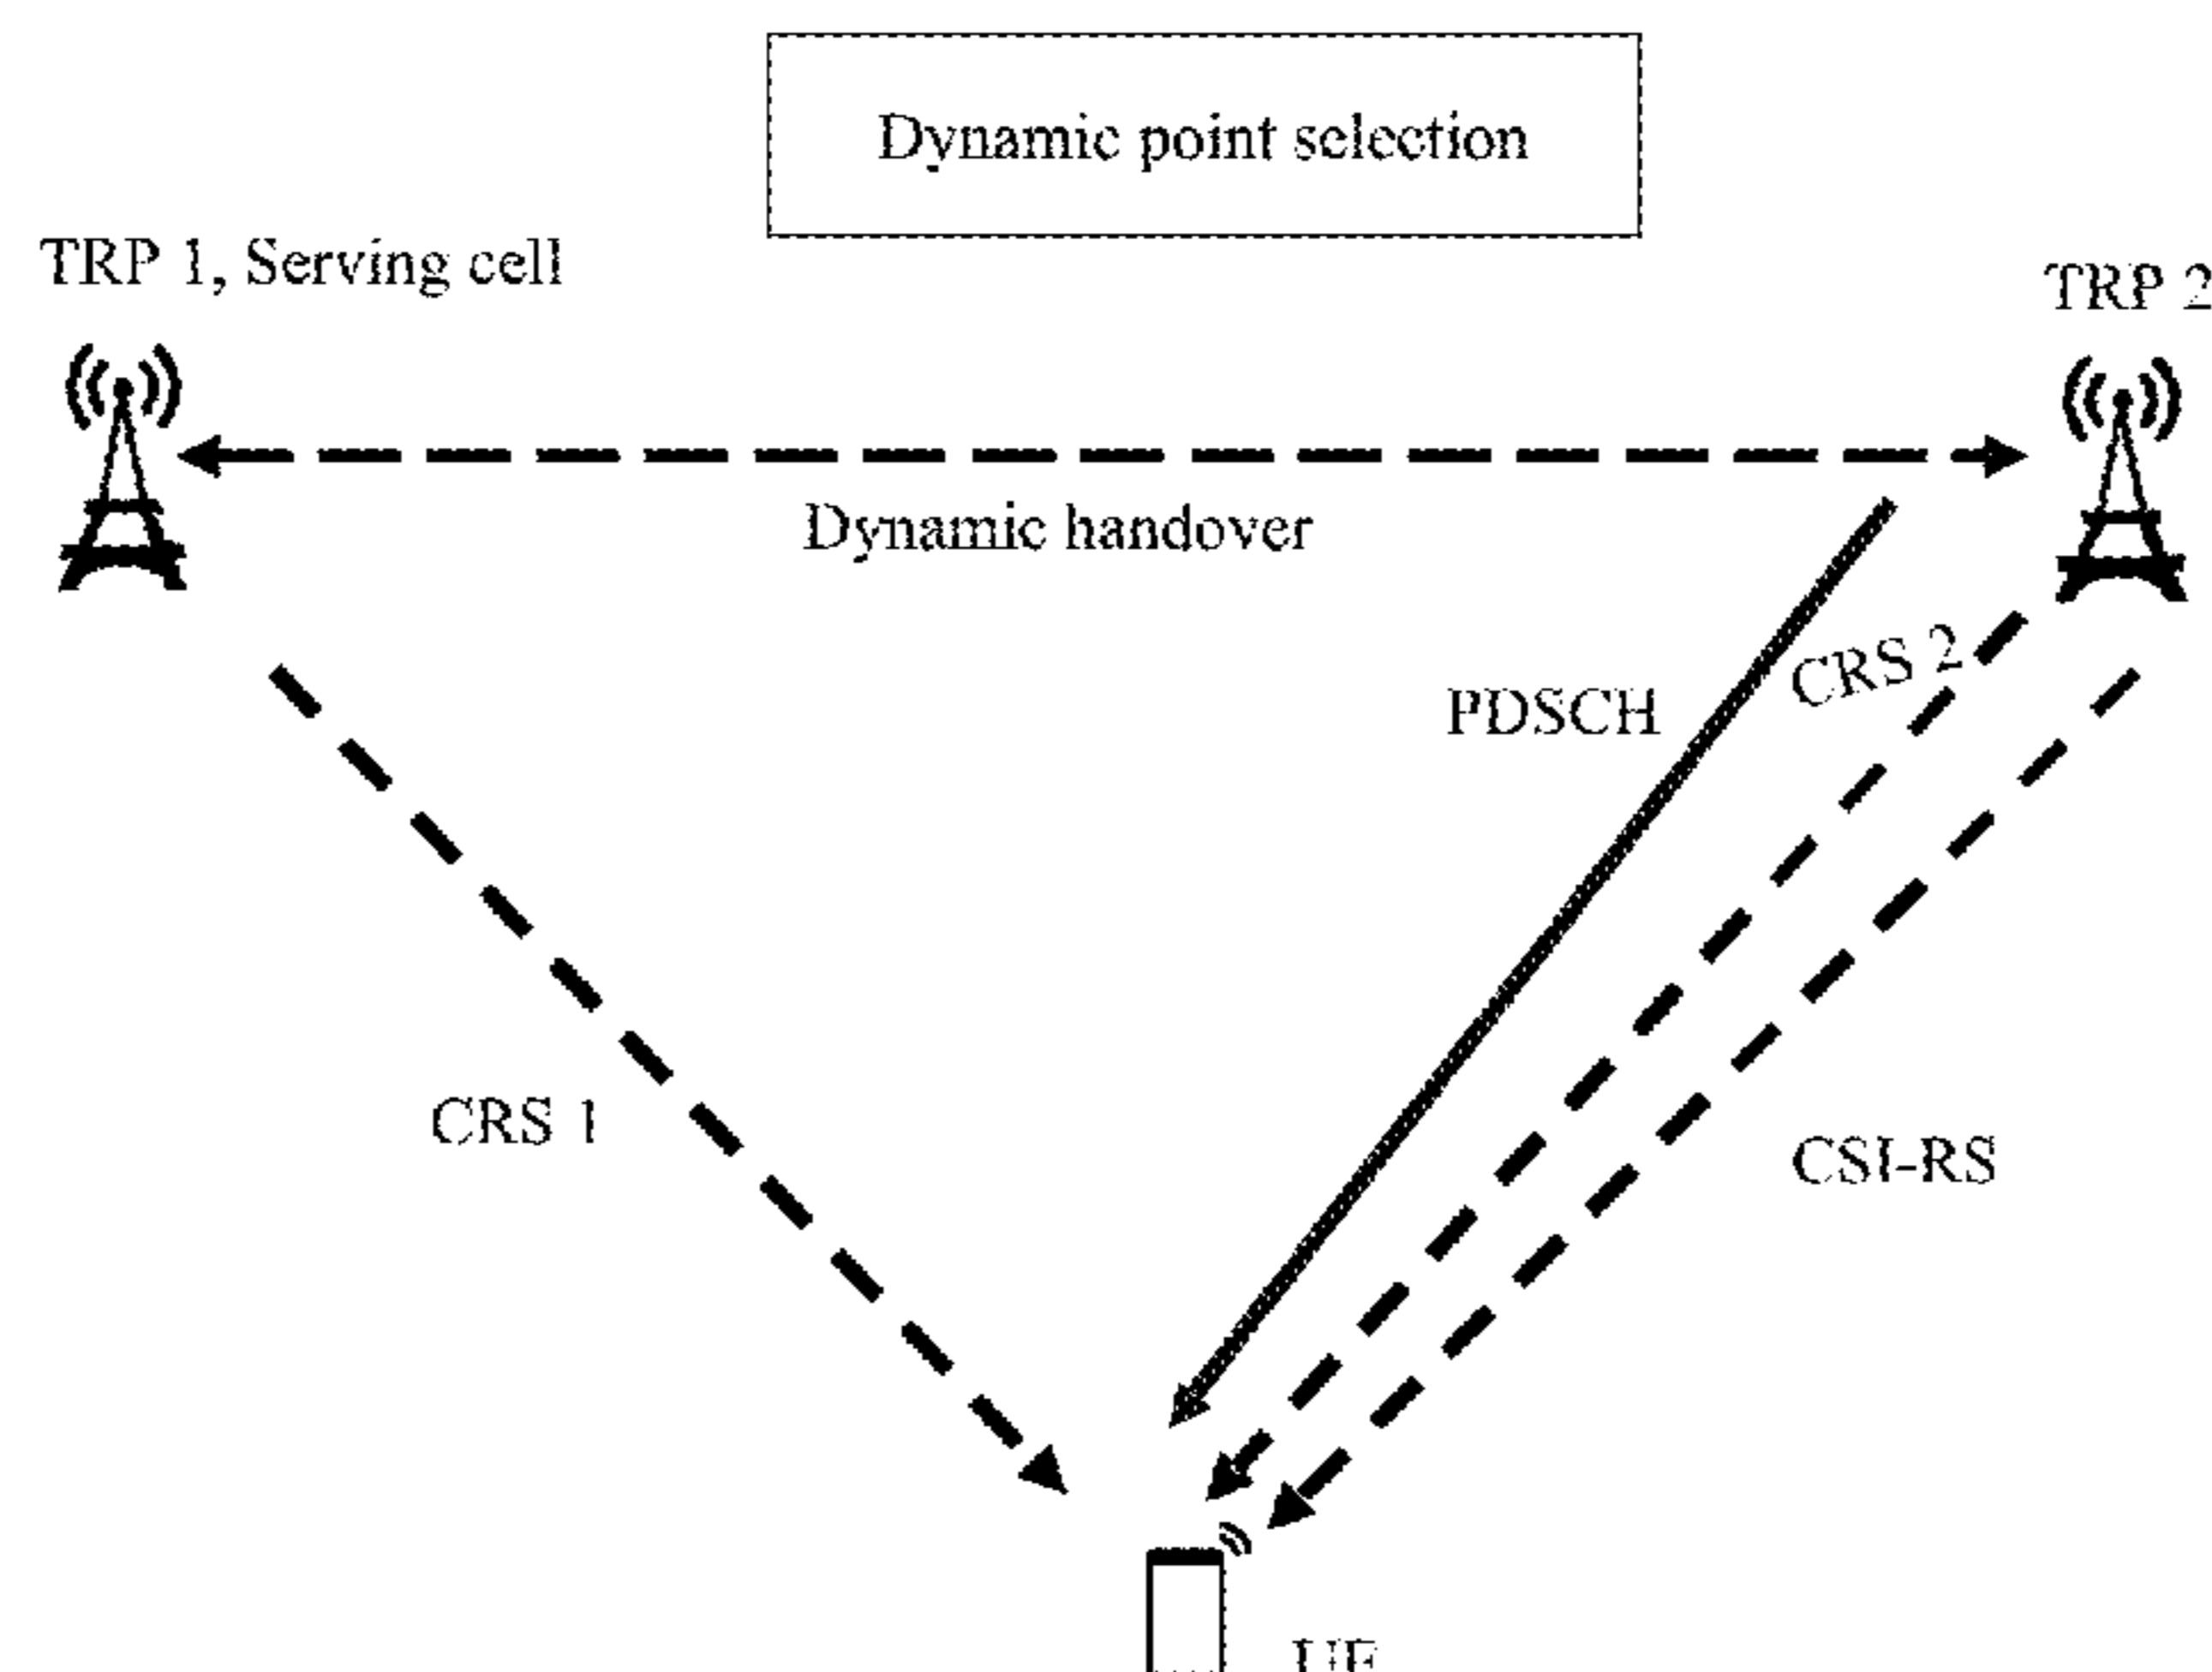 Dynamic point selection
TRP 1, Serving cell
TRP 2
Dynamic handover
CRS 2
PDSCH
CRS 1
CSI-RS
UE